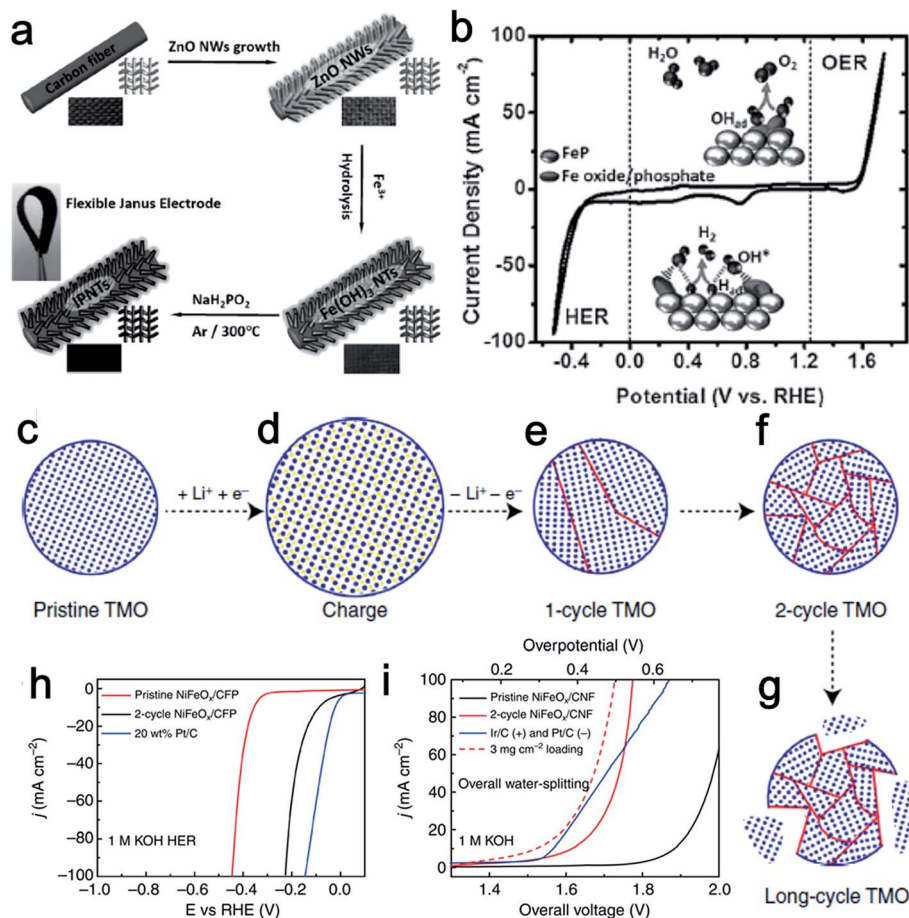 a
Carbon fiber
ZnO NWs growth
ZnO NWs
Fe³⁺
Hydrolysis
Flexible Janus Electrode
IPNTs
NaH₂PO₂
Ar / 300°C
Fe(OH)₃ NTs
b
Current Density (mA cm⁻²)
100
50
0
-50
-100
H₂O
O₂
OER
OHad
FeP
Fe oxide/phosphate
H₂
OH*
Had
HER
-0.4
0.0
0.4
0.8
1.2
1.6
Potential (V vs. RHE)
c
d
e
f
+ Li⁺ + e⁻
− Li⁺ − e⁻
Pristine TMO
Charge
1-cycle TMO
2-cycle TMO
g
Long-cycle TMO
h
j (mA cm⁻²)
0
−20
−40
−60
−80
−100
Pristine NiFeOₓ/CFP
2-cycle NiFeOₓ/CFP
20 wt% Pt/C
1 M KOH HER
−1.0
−0.8
−0.6
−0.4
−0.2
0.0
E vs RHE (V)
i
Overpotential (V)
0.2
0.4
0.6
j (mA cm⁻²)
100
80
60
40
20
0
Pristine NiFeOₓ/CNF
2-cycle NiFeOₓ/CNF
Ir/C (+) and Pt/C (−)
3 mg cm⁻² loading
Overall water-splitting
1 M KOH
1.4
1.6
1.8
2.0
Overall voltage (V)